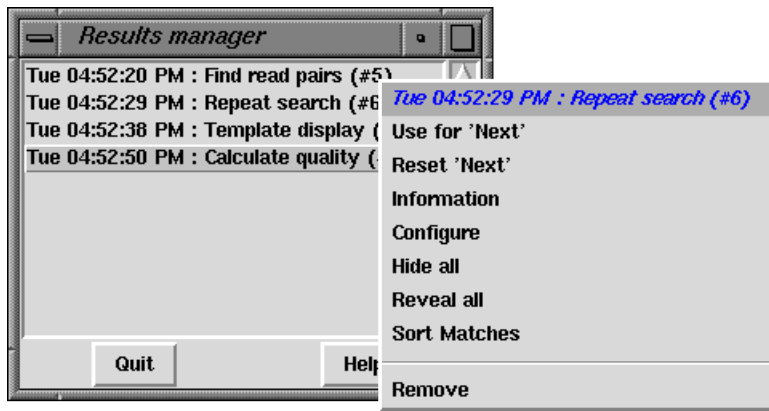 Results manager
Tue 04:52:20 PM : Find read pairs (#5)
Tue 04:52:29 PM : Repeat search (#6
Tue 04:52:38 PM : Template display (
Tue 04:52:50 PM : Calculate quality (
Quit
Help
Tue 04:52:29 PM : Repeat search (#6)
Use for 'Next'
Reset 'Next'
Information
Configure
Hide all
Reveal all
Sort Matches
Remove